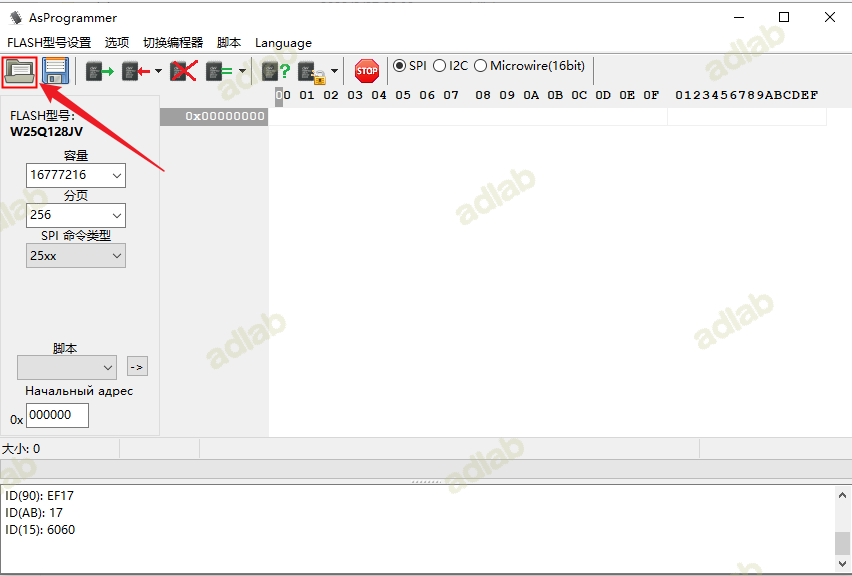 AsProgrammer
FLASH型号设置 选项 切换编程器 脚本 Language
STOP SPI I2C Microwire(16bit)
00 01 02 03 04 05 06 07 08 09 0A 0B 0C 0D 0E 0F 0123456789ABCDEF
FLASH型号:
0x00000000
W25Q128JV
容量
16777216
分页
256
SPI 命令类型
25xx
脚本
->
Начальный адрес
0x 000000
大小: 0
ID(90): EF17
ID(AB): 17
ID(15): 6060
adlab
adlab
adlab
adlab
adlab
adlab
adlab
adlab
adlab